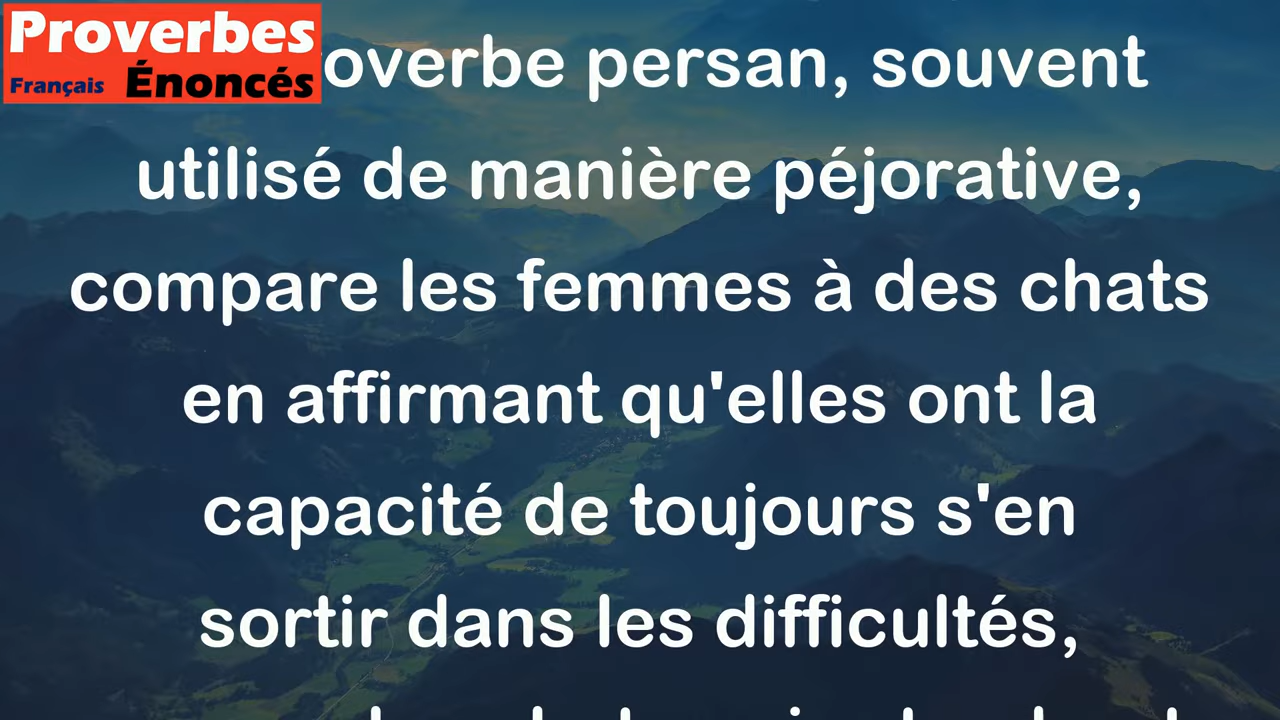 Proverbes
Français Énoncés
overbe persan, souvent
utilisé de manière péjorative,
compare les femmes à des chats
en affirmant qu'elles ont la
capacité de toujours s'en
sortir dans les difficultés,